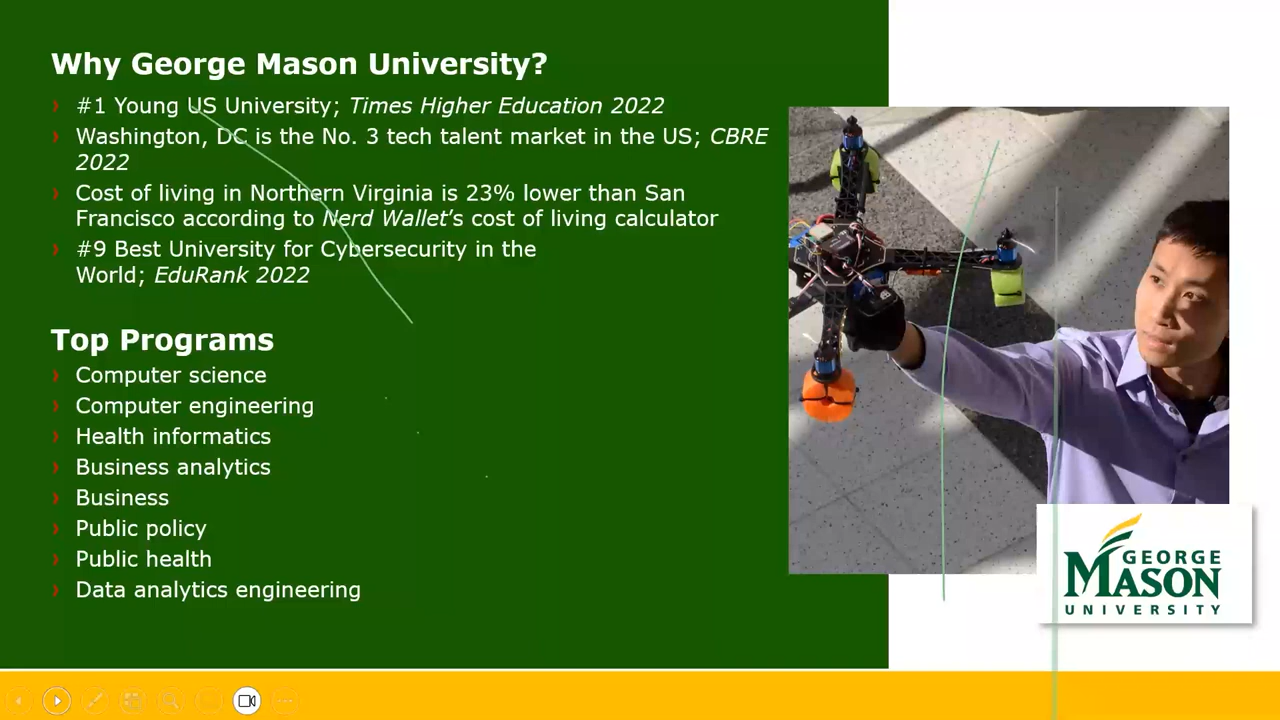 Why George Mason University?
› #1 Young US University; Times Higher Education 2022
› Washington, DC is the No. 3 tech talent market in the US; CBRE
2022
› Cost of living in Northern Virginia is 23% lower than San
Francisco according to Nerd Wallet's cost of living calculator
› #9 Best University for Cybersecurity in the
World; EduRank 2022
Top Programs
› Computer science
› Computer engineering
› Health informatics
› Business analytics
› Business
› Public policy
› Public health
› Data analytics engineering
GEORGE
MASON
UNIVERSITY